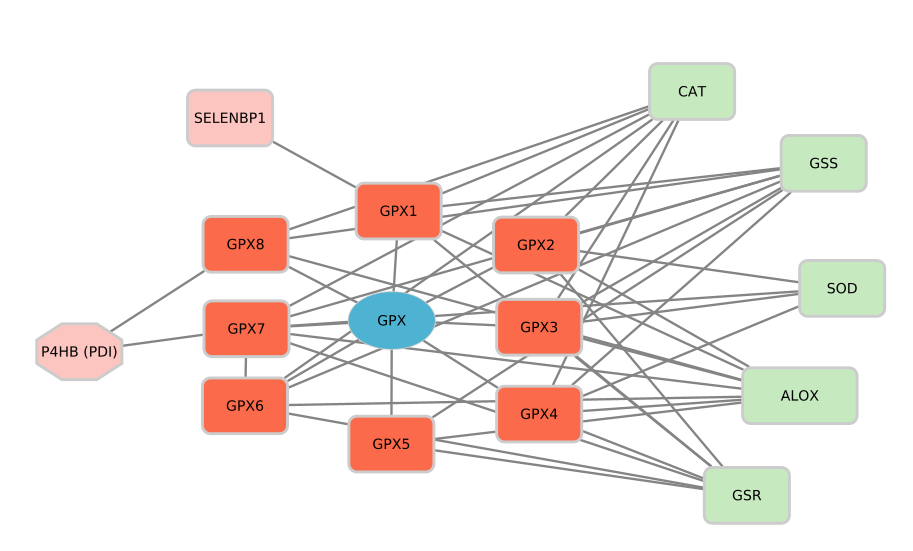 CAT
SELENBP1
GSS
GPX1
GPX8
GPX2
SOD
GPX
GPX3
GPX7
P4HB (PDI)
ALOX
GPX6
GPX4
GPX5
GSR